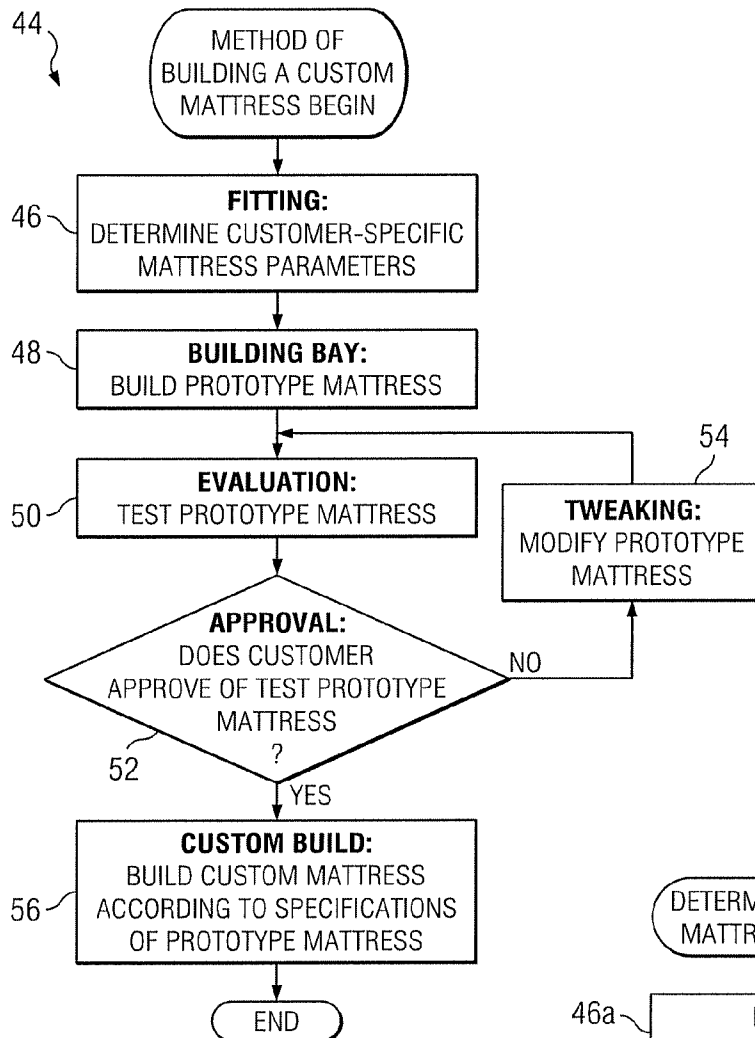 44
METHOD OF
BUILDING A CUSTOM
MATTRESS BEGIN
46
FITTING:
DETERMINE CUSTOMER-SPECIFIC
MATTRESS PARAMETERS
48
BUILDING BAY:
BUILD PROTOTYPE MATTRESS
50
EVALUATION:
TEST PROTOTYPE MATTRESS
54
TWEAKING:
MODIFY PROTOTYPE
MATTRESS
APPROVAL:
DOES CUSTOMER
APPROVE OF TEST PROTOTYPE
MATTRESS
?
52
NO
YES
CUSTOM BUILD:
BUILD CUSTOM MATTRESS
ACCORDING TO SPECIFICATIONS
OF PROTOTYPE MATTRESS
56
END
46a